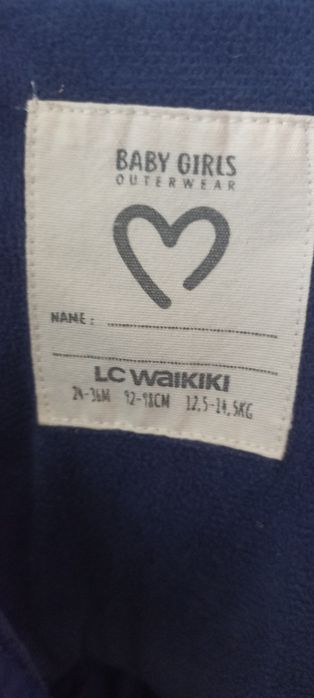 BABY GIRLS
OUTERWEAR
NAME :
LC WAIKIKI
24-36M 92-98CM 12,5-14,5KG